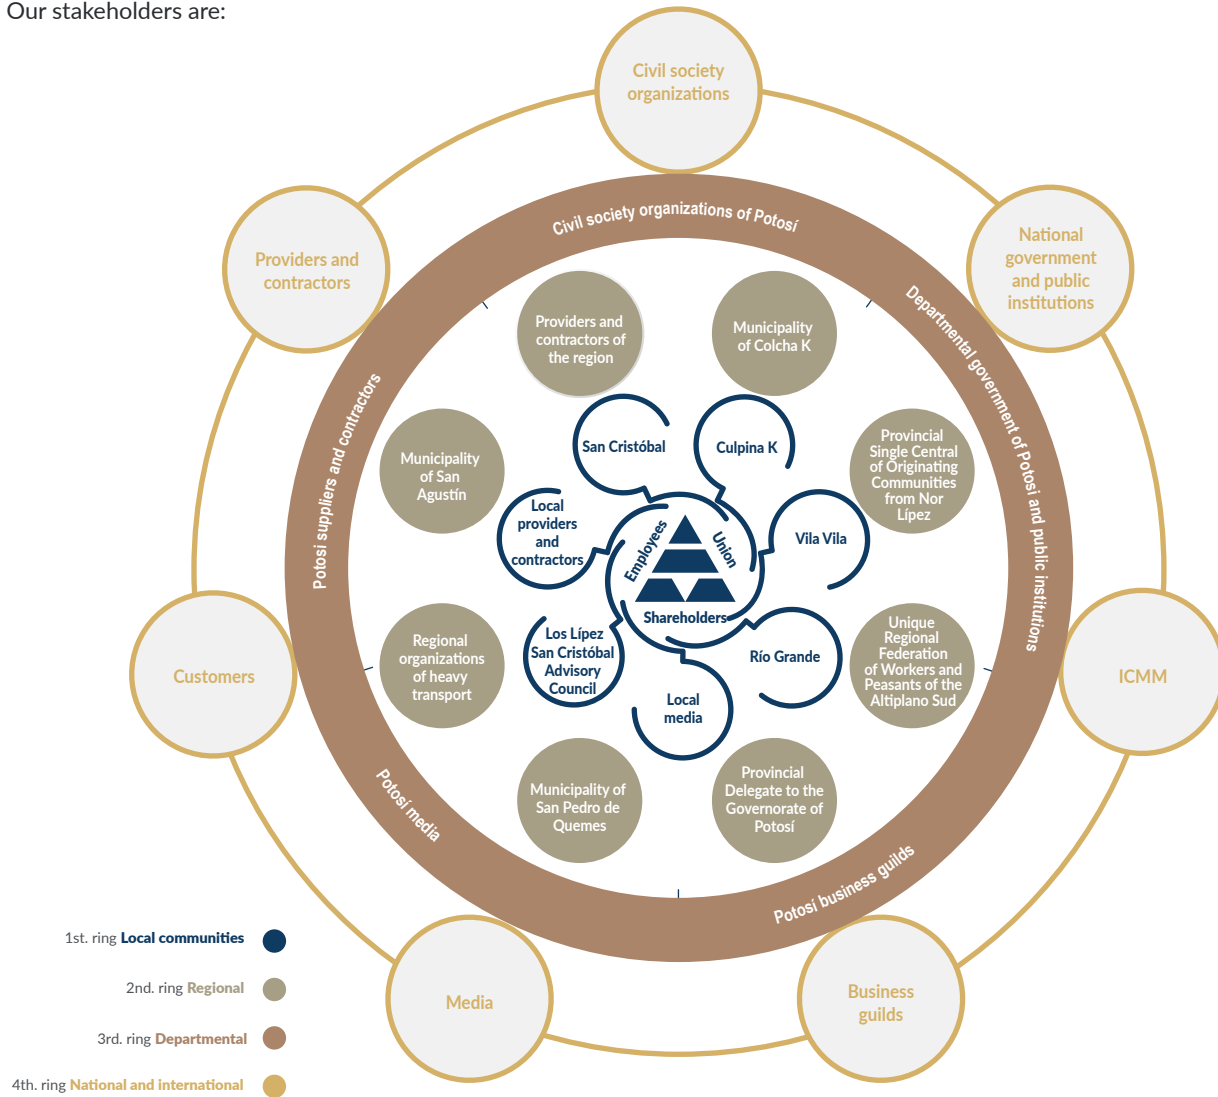 Our stakeholders are:
Civil society
organizations
Providers and
contractors
National
government
and public
institutions
Customers
ICMM
Media
Business
guilds
Civil society organizations of Potosí
Departmental government of Potosi and public institutions
Potosi suppliers and contractors
Potosí media
Potosi business guilds
Providers and
contractors of
the region
Municipality
of Colcha K
Municipality
of San
Agustín
Provincial
Single Central
of Originating
Communities
from Nor
Lípez
Regional
organizations
of heavy
transport
Unique
Regional
Federation
of Workers and
Peasants of the
Altiplano Sud
Municipality of
San Pedro de
Quemes
Provincial
Delegate to the
Governorate of
Potosí
San Cristóbal
Culpina K
Local
providers
and
contractors
Vila Vila
Los Lípez
San Cristóbal
Advisory
Council
Río Grande
Local
media
Employees
Union
Shareholders
1st. ring Local communities
2nd. ring Regional
3rd. ring Departmental
4th. ring National and international